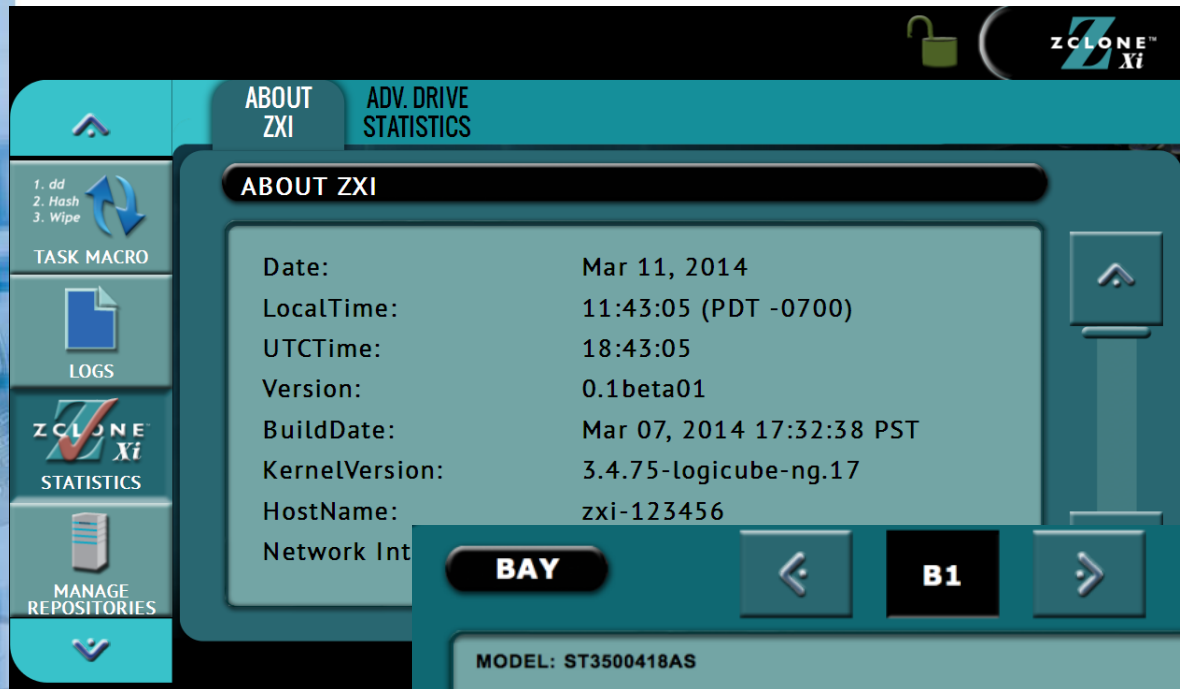 ZCLONE™
Xi
ABOUT
ZXI
ADV. DRIVE
STATISTICS
ABOUT ZXI
1. dd
2. Hash
3. Wipe
TASK MACRO
LOGS
ZCLONE
Xi
STATISTICS
MANAGE
REPOSITORIES
Date: Mar 11, 2014
LocalTime: 11:43:05 (PDT -0700)
UTCTime: 18:43:05
Version: 0.1beta01
BuildDate: Mar 07, 2014 17:32:38 PST
KernelVersion: 3.4.75-logicube-ng.17
HostName: zxi-123456
Network Int
BAY
B1
MODEL: ST3500418AS